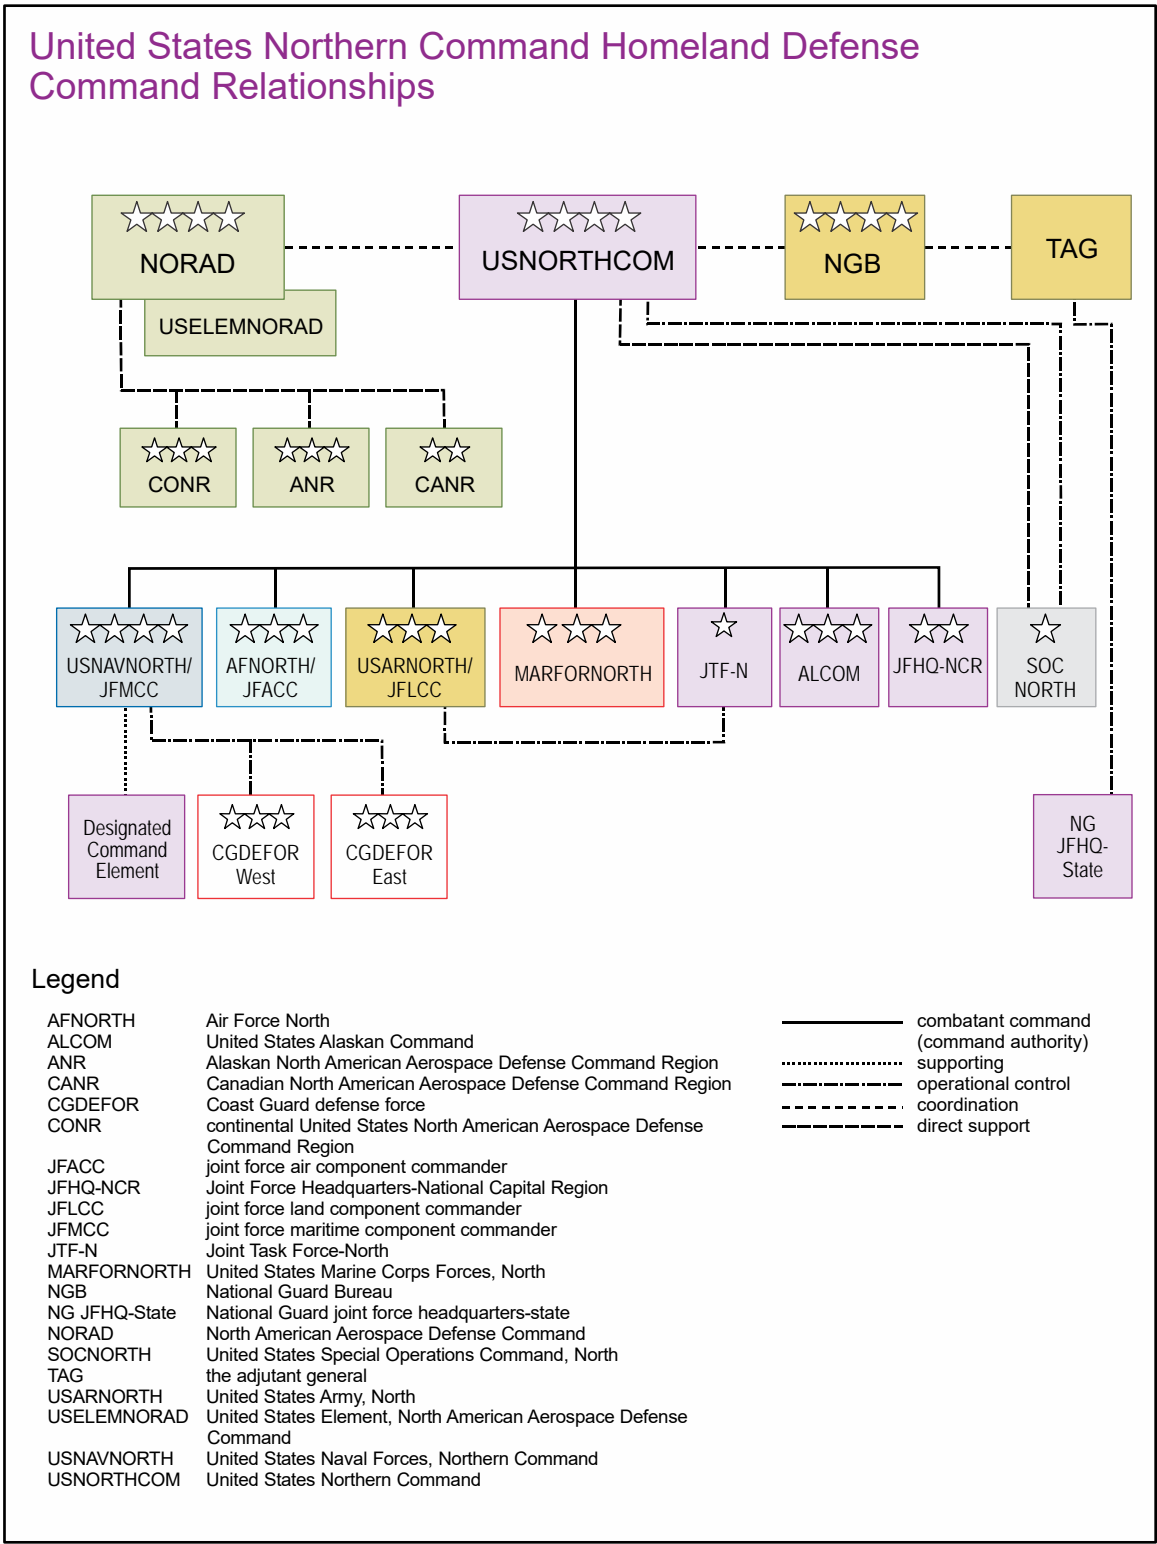 United States Northern Command Homeland Defense
Command Relationships
NORAD
USNORTHCOM
NGB
TAG
USELEMNORAD
CONR
ANR
CANR
USNAVNORTH/
JFMCC
AFNORTH/
JFACC
USARNORTH/
JFLCC
MARFORNORTH
JTF-N
ALCOM
JFHQ-NCR
SOC
NORTH
Designated
Command
Element
CGDEFOR
West
CGDEFOR
East
NG
JFHQ-
State
Legend
AFNORTH Air Force North
ALCOM United States Alaskan Command
ANR Alaskan North American Aerospace Defense Command Region
CANR Canadian North American Aerospace Defense Command Region
CGDEFOR Coast Guard defense force
CONR continental United States North American Aerospace Defense
Command Region
JFACC joint force air component commander
JFHQ-NCR Joint Force Headquarters-National Capital Region
JFLCC joint force land component commander
JFMCC joint force maritime component commander
JTF-N Joint Task Force-North
MARFORNORTH United States Marine Corps Forces, North
NGB National Guard Bureau
NG JFHQ-State National Guard joint force headquarters-state
NORAD North American Aerospace Defense Command
SOCNORTH United States Special Operations Command, North
TAG the adjutant general
USARNORTH United States Army, North
USELEMNORAD United States Element, North American Aerospace Defense
Command
USNAVNORTH United States Naval Forces, Northern Command
USNORTHCOM United States Northern Command
combatant command
(command authority)
supporting
operational control
coordination
direct support